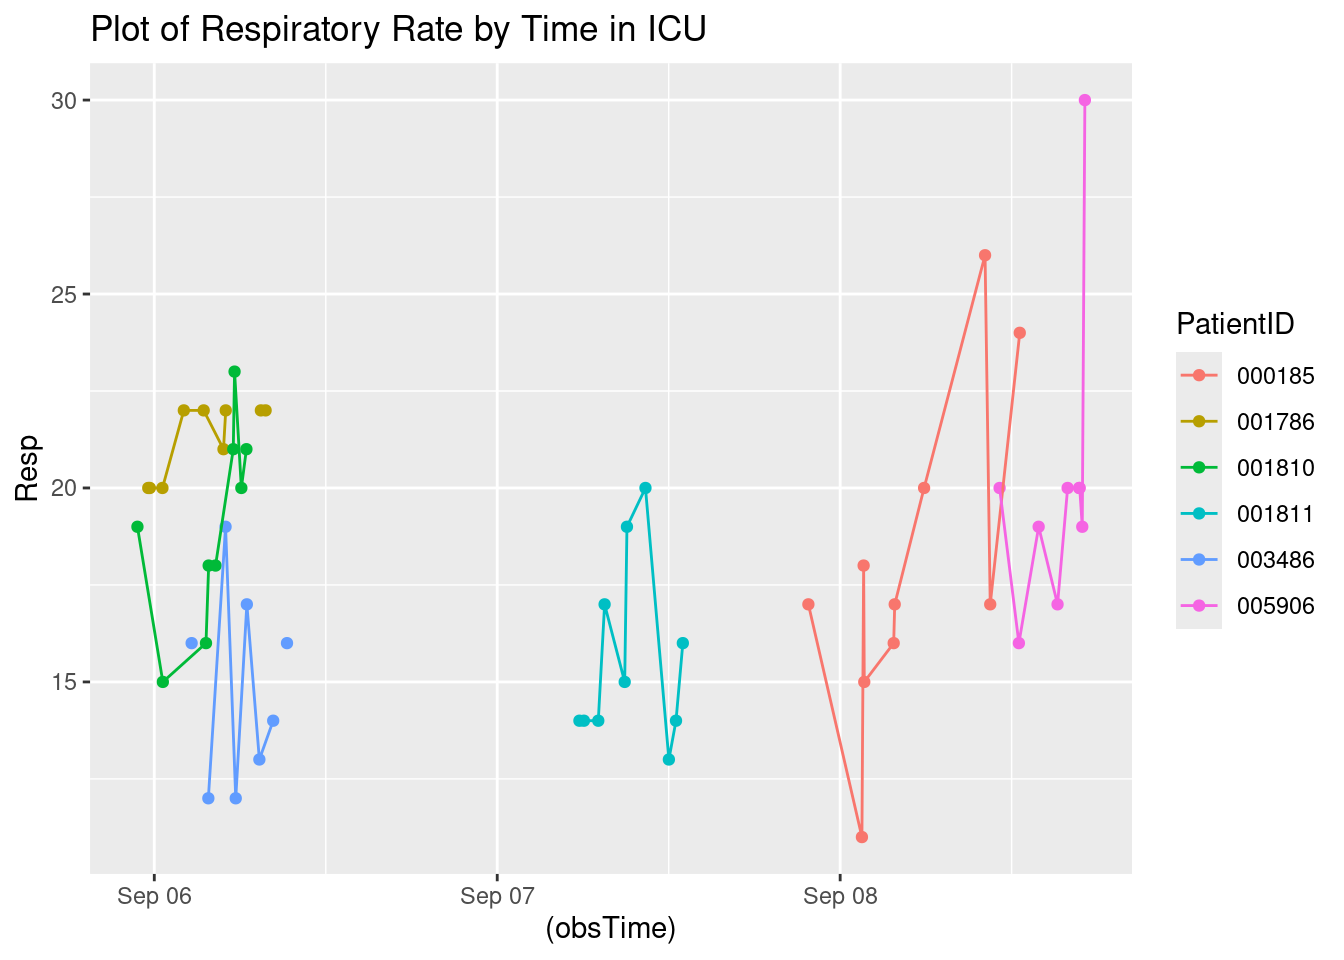 Plot of Respiratory Rate by Time in ICU
30
25
20
15
Resp
Sep 06
Sep 07
Sep 08
(obsTime)
PatientID
000185
001786
001810
001811
003486
005906